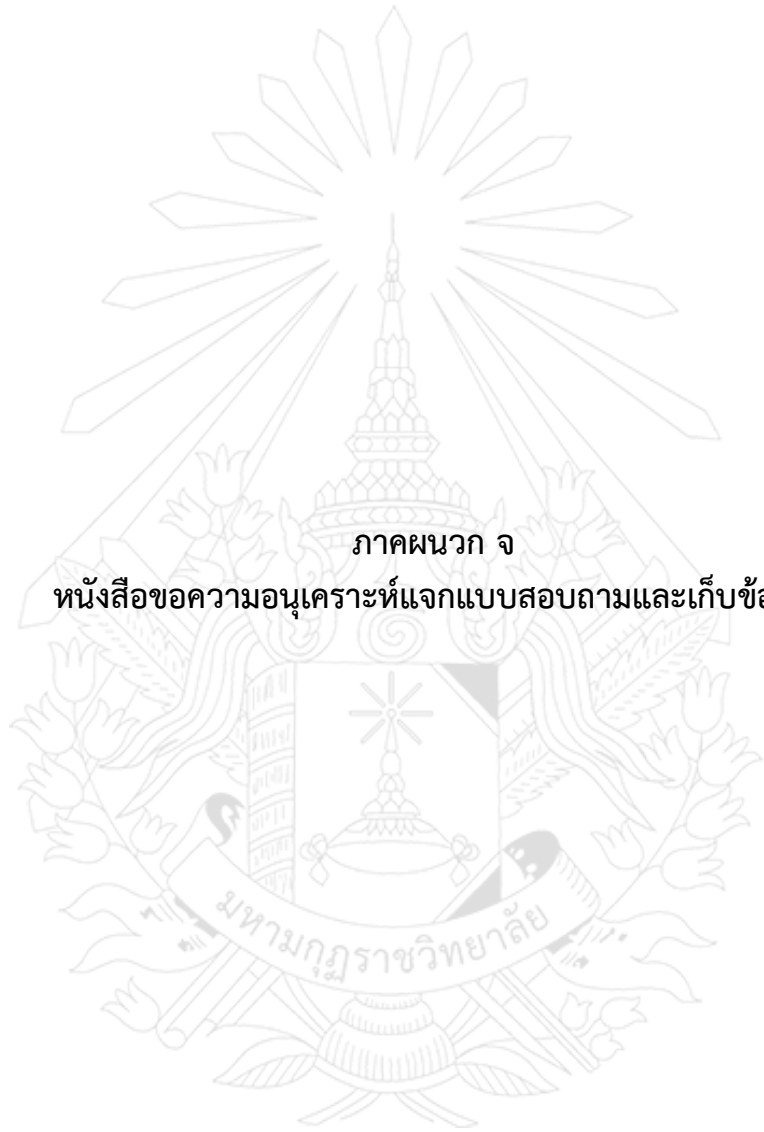 ภาคผนวก จ
หนังสือขอความอนุเคราะห์แจกแบบสอบถามและเก็บข้อ
มหามกุฏราชวิทยาลัย